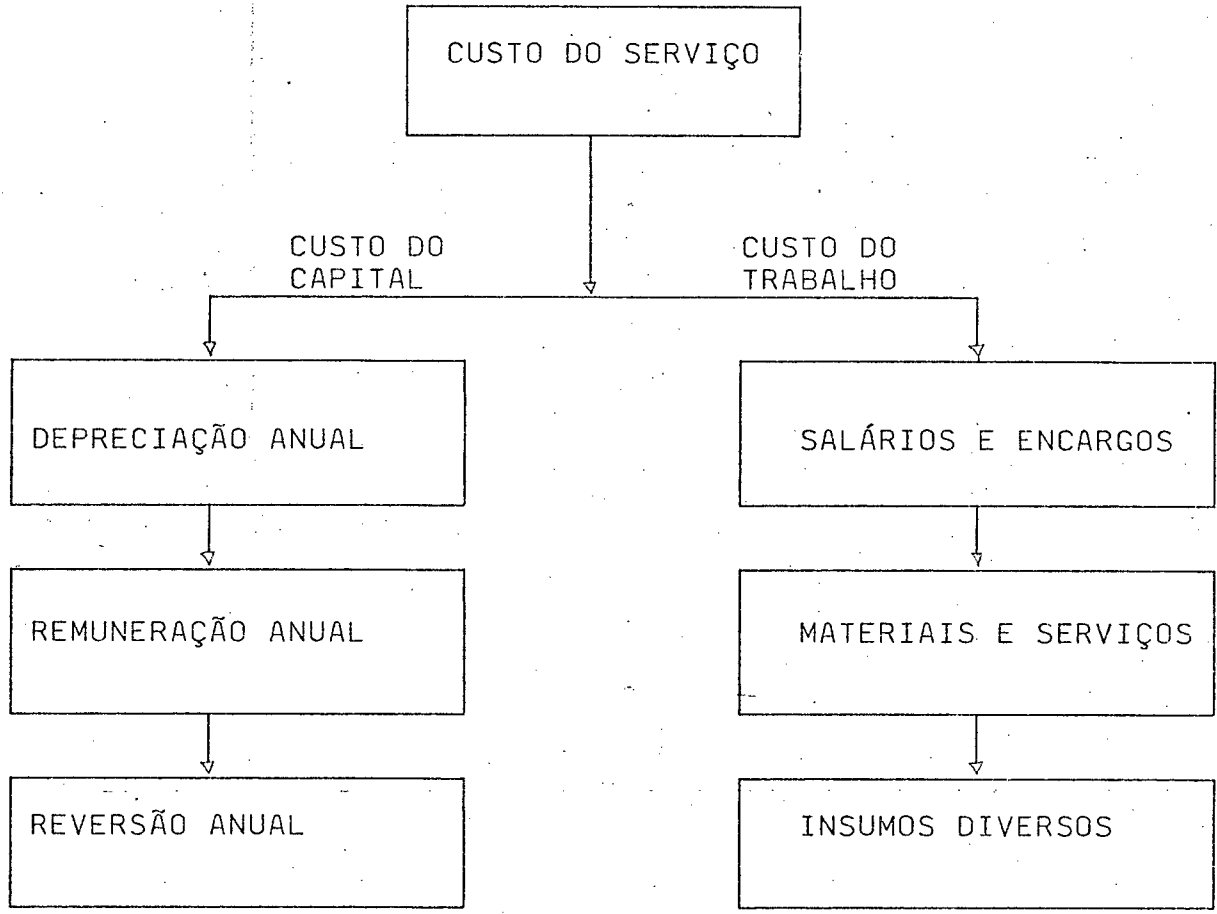 CUSTO DO SERVIÇO
CUSTO DO
CAPITAL
CUSTO DO
TRABALHO
DEPRECIAÇÃO ANUAL
SALÁRIOS E ENCARGOS
REMUNERAÇÃO ANUAL
MATERIAIS E SERVIÇOS
REVERSÃO ANUAL
INSUMOS DIVERSOS